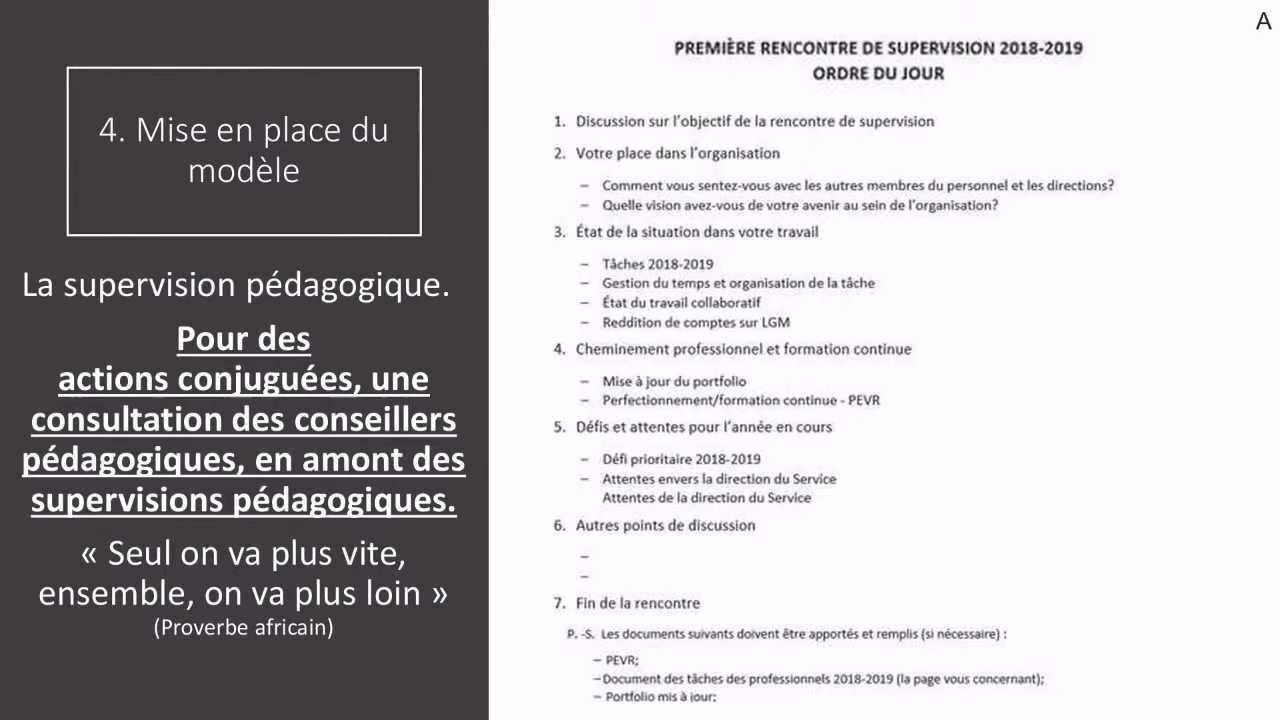 4. Mise en place du
modèle
La supervision pédagogique.
Pour des
actions conjuguées, une
consultation des conseillers
pédagogiques, en amont des
supervisions pédagogiques.
« Seul on va plus vite,
ensemble, on va plus loin »
(Proverbe africain)
A
PREMIÈRE RENCONTRE DE SUPERVISION 2018-2019
ORDRE DU JOUR
1. Discussion sur l'objectif de la rencontre de supervision
2. Votre place dans l'organisation
– Comment vous sentez-vous avec les autres membres du personnel et les directions?
– Quelle vision avez-vous de votre avenir au sein de l'organisation?
3. État de la situation dans votre travail
– Tâches 2018-2019
– Gestion du temps et organisation de la tâche
– État du travail collaboratif
– Reddition de comptes sur LGM
4. Cheminement professionnel et formation continue
– Mise à jour du portfolio
– Perfectionnement/formation continue - PEVR
5. Défis et attentes pour l'année en cours
– Défi prioritaire 2018-2019
– Attentes envers la direction du Service
Attentes de la direction du Service
6. Autres points de discussion
–
–
7. Fin de la rencontre
P. -S. Les documents suivants doivent être apportés et remplis (si nécessaire) :
– PEVR;
– Document des tâches des professionnels 2018-2019 (la page vous concernant);
– Portfolio mis à jour;